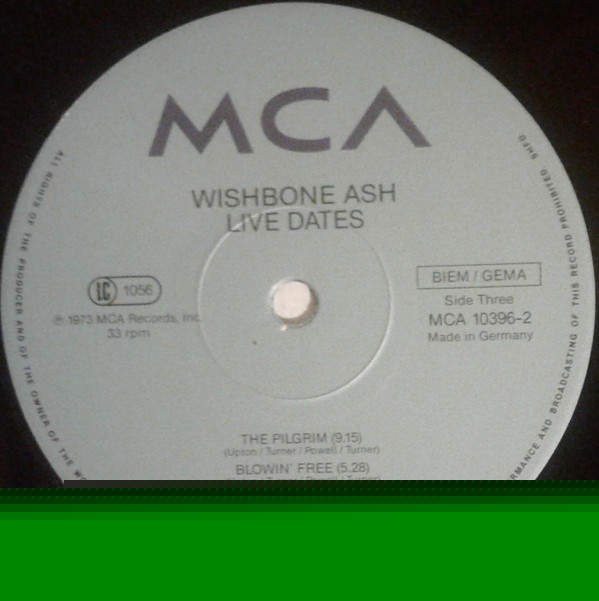 MCA
WISHBONE ASH
LIVE DATES
LC 1056
BIEM / GEMA
℗ 1973 MCA Records, Inc.
33 rpm
Side Three
MCA 10396-2
Made in Germany
THE PILGRIM (9.15)
(Upton / Turner / Powell / Turner)
BLOWIN' FREE (5.28)
ALL RIGHTS OF THE PRODUCER AND OF THE OWNER OF THE
RMANCE AND BROADCASTING OF THIS RECORD PROHIBITED